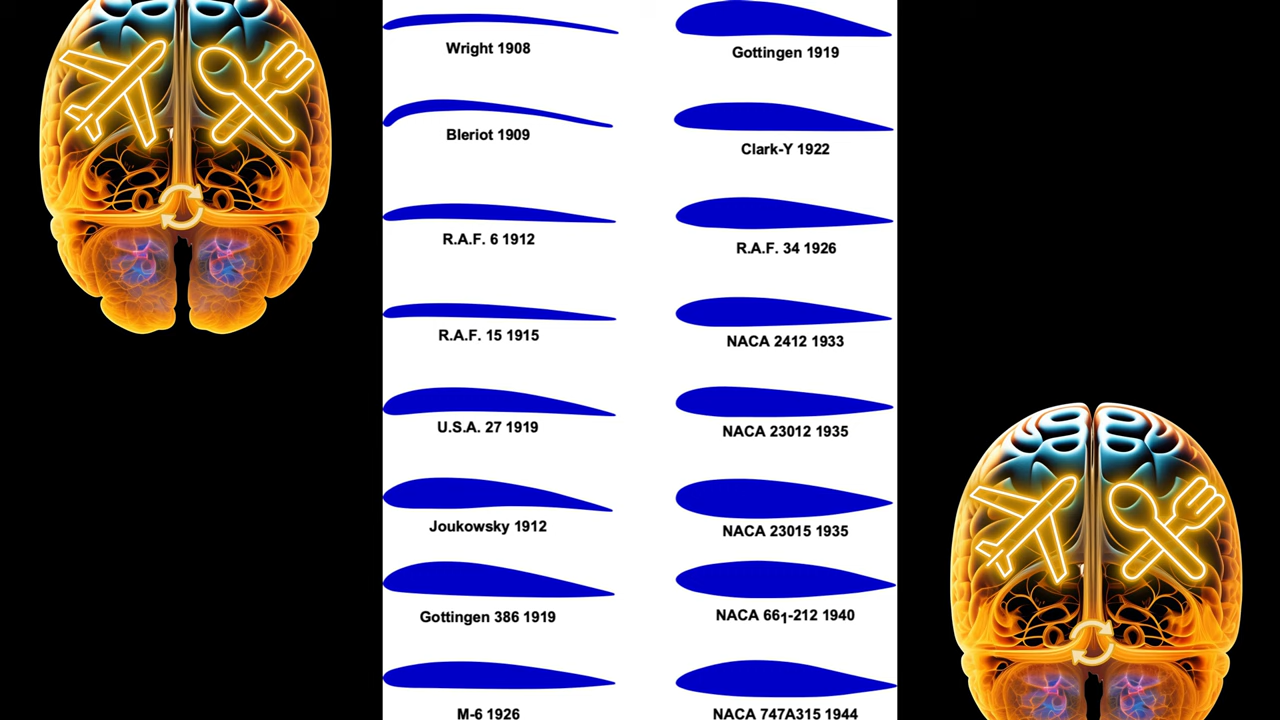 Wright 1908
Bleriot 1909
R.A.F. 6 1912
R.A.F. 15 1915
U.S.A. 27 1919
Joukowsky 1912
Gottingen 386 1919
M-6 1926
Gottingen 1919
Clark-Y 1922
R.A.F. 34 1926
NACA 2412 1933
NACA 23012 1935
NACA 23015 1935
NACA 66₁-212 1940
NACA 747A315 1944